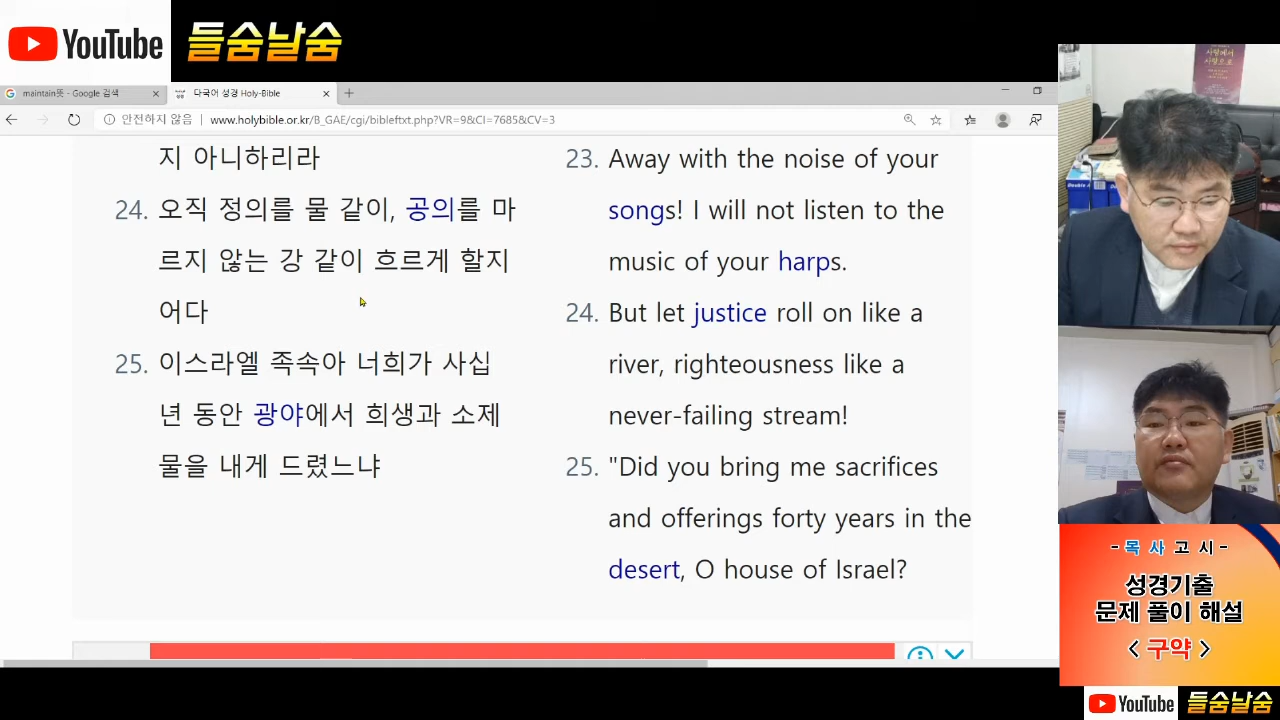 YouTube 들숨날숨
maintain뜻 - Google 검색
다국어 성경 Holy-Bible
안전하지 않음 | www.holybible.or.kr/B_GAE/cgi/bibleftxt.php?VR=9&CI=7685&CV=3
지 아니하리라
24. 오직 정의를 물 같이, 공의를 마
르지 않는 강 같이 흐르게 할지
어다
25. 이스라엘 족속아 너희가 사십
년 동안 광야에서 희생과 소제
물을 내게 드렸느냐
23. Away with the noise of your
songs! I will not listen to the
music of your harps.
24. But let justice roll on like a
river, righteousness like a
never-failing stream!
25. "Did you bring me sacrifices
and offerings forty years in the
desert, O house of Israel?
사랑에서
사랑으로
- 목 사 고 시 -
성경기출
문제 풀이 해설
< 구약 >
YouTube 들숨날숨